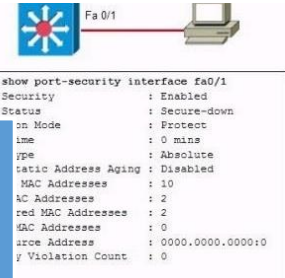 Fa 0/1
show port-security interface fa0/1
Security : Enabled
Status : Secure-down
on Mode : Protect
ime : 0 mins
ype : Absolute
tatic Address Aging : Disabled
MAC Addresses : 10
AC Addresses : 2
red MAC Addresses : 2
MAC Addresses : 0
urce Address : 0000.0000.0000:0
y Violation Count : 0